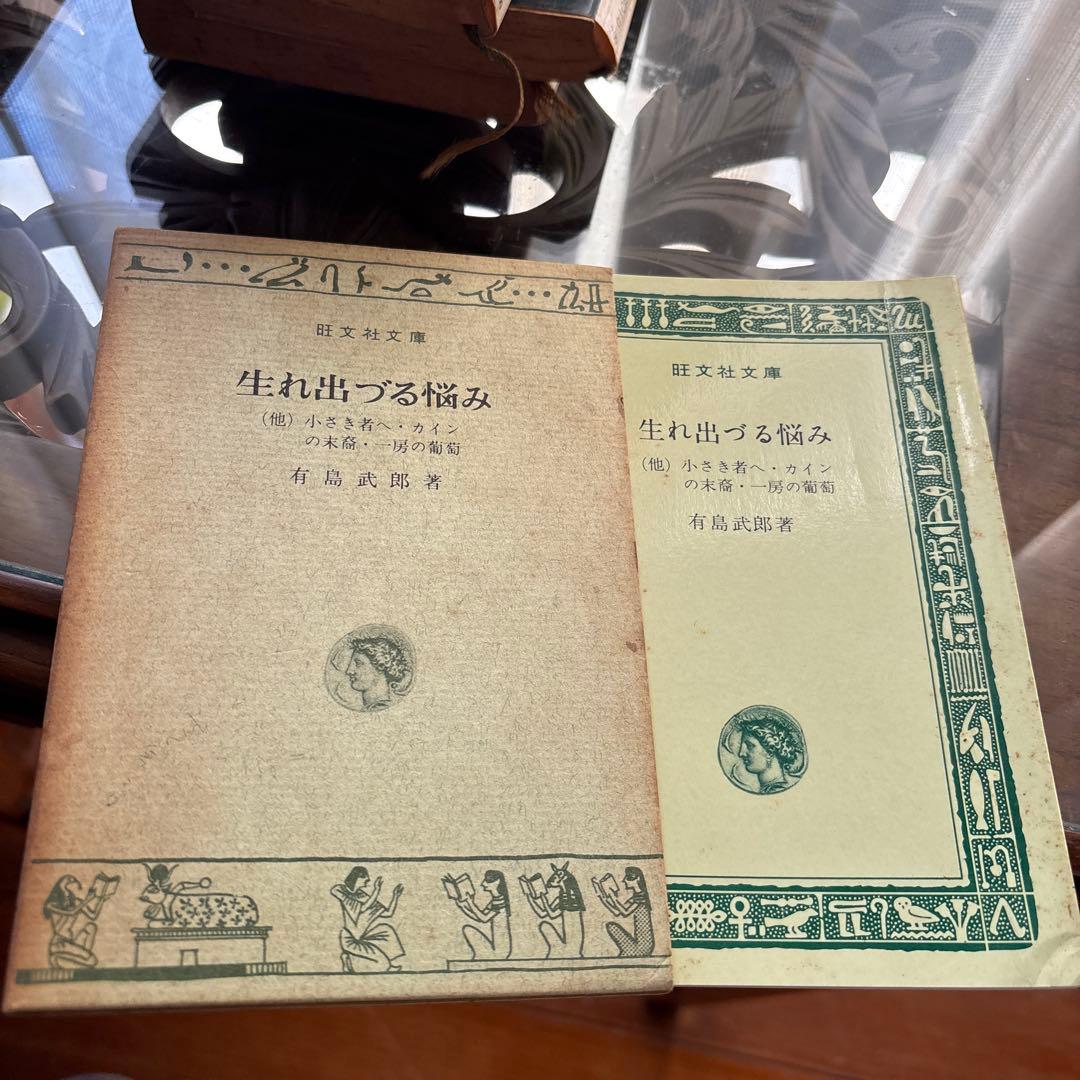 旺文社文庫
生れ出づる悩み
(他) 小さき者へ・カイン
の末裔・一房の葡萄
有島武郎著
旺文社文庫
生れ出づる悩み
(他) 小さき者へ・カイン
の末裔・一房の葡萄
有島武郎著